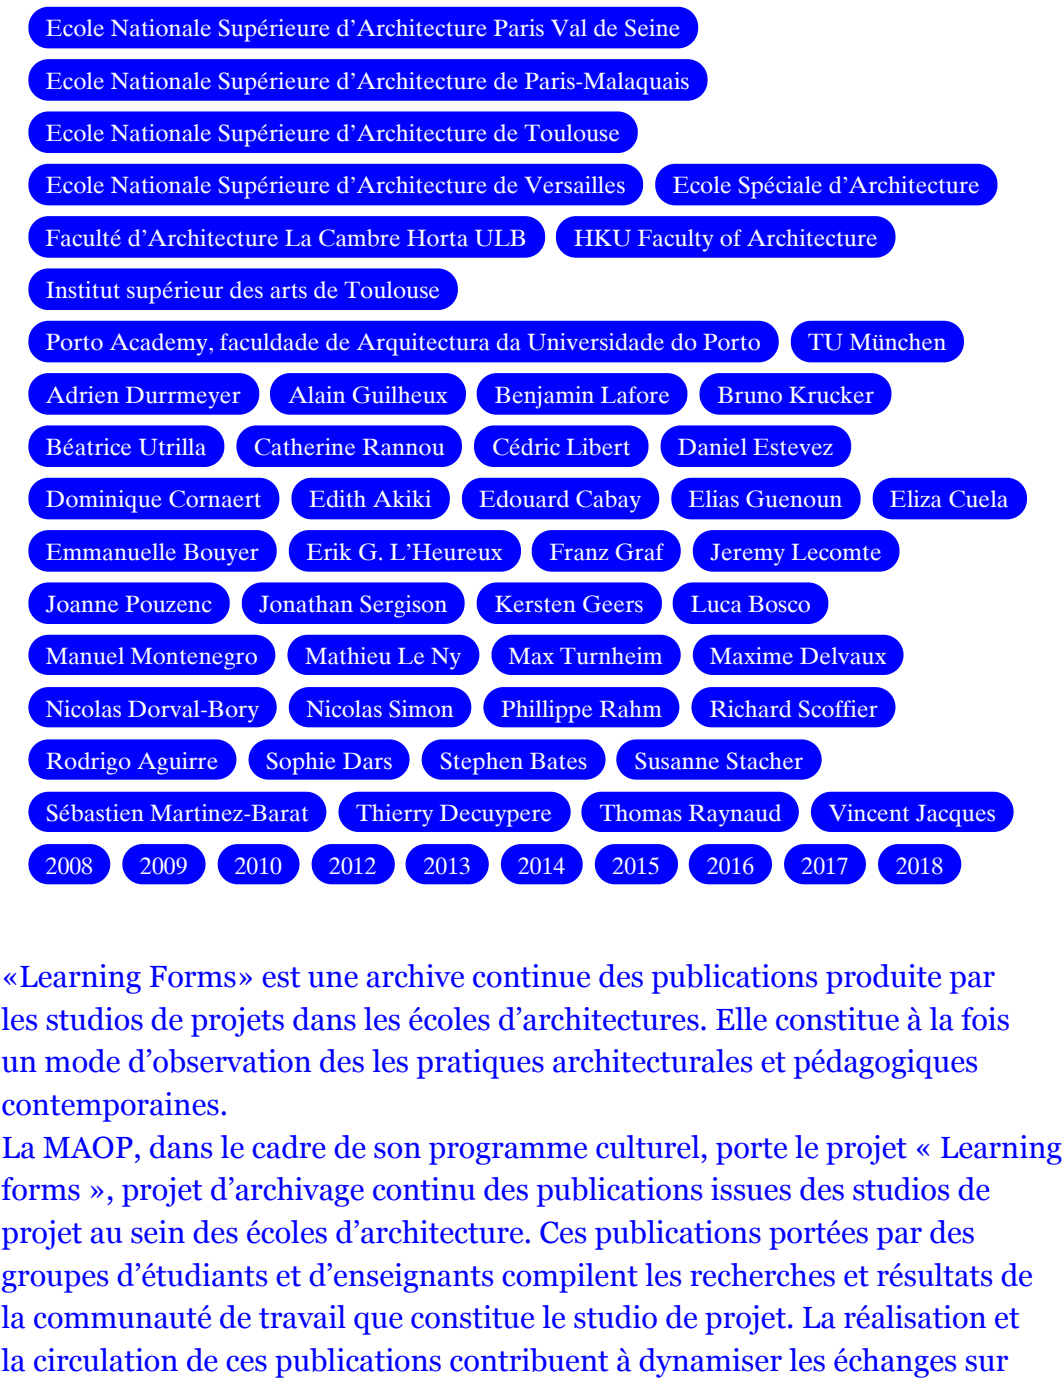 Ecole Nationale Supérieure d’Architecture Paris Val de Seine
Ecole Nationale Supérieure d’Architecture de Paris-Malaquais
Ecole Nationale Supérieure d’Architecture de Toulouse
Ecole Nationale Supérieure d’Architecture de Versailles Ecole Spéciale d’Architecture
Faculté d’Architecture La Cambre Horta ULB HKU Faculty of Architecture
Institut supérieur des arts de Toulouse
Porto Academy, faculdade de Arquitectura da Universidade do Porto TU München
Adrien Durrmeyer Alain Guilheux Benjamin Lafore Bruno Krucker
Béatrice Utrilla Catherine Rannou Cédric Libert Daniel Estevez
Dominique Cornaert Edith Akiki Edouard Cabay Elias Guenoun Eliza Cuela
Emmanuelle Bouyer Erik G. L’Heureux Franz Graf Jeremy Lecomte
Joanne Pouzenc Jonathan Sergison Kersten Geers Luca Bosco
Manuel Montenegro Mathieu Le Ny Max Turnheim Maxime Delvaux
Nicolas Dorval-Bory Nicolas Simon Phillippe Rahm Richard Scoffier
Rodrigo Aguirre Sophie Dars Stephen Bates Susanne Stacher
Sébastien Martinez-Barat Thierry Decuypere Thomas Raynaud Vincent Jacques
2008 2009 2010 2012 2013 2014 2015 2016 2017 2018
«Learning Forms» est une archive continue des publications produite par
les studios de projets dans les écoles d’architectures. Elle constitue à la fois
un mode d’observation des les pratiques architecturales et pédagogiques
contemporaines.
La MAOP, dans le cadre de son programme culturel, porte le projet « Learning
forms », projet d’archivage continu des publications issues des studios de
projet au sein des écoles d’architecture. Ces publications portées par des
groupes d’étudiants et d’enseignants compilent les recherches et résultats de
la communauté de travail que constitue le studio de projet. La réalisation et
la circulation de ces publications contribuent à dynamiser les échanges sur